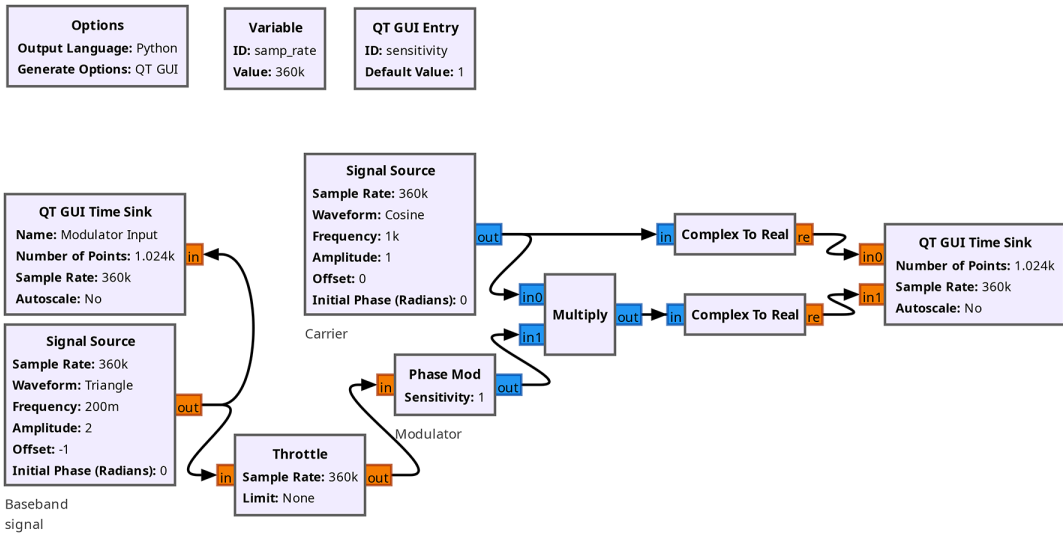 Options
Output Language: Python
Generate Options: QT GUI
Variable
ID: samp_rate
Value: 360k
QT GUI Entry
ID: sensitivity
Default Value: 1
Signal Source
Sample Rate: 360k
Waveform: Cosine
Frequency: 1k
Amplitude: 1
Offset: 0
Initial Phase (Radians): 0
out
Carrier
QT GUI Time Sink
Name: Modulator Input
Number of Points: 1.024k
Sample Rate: 360k
Autoscale: No
in
in
Complex To Real
re
QT GUI Time Sink
Number of Points: 1.024k
Sample Rate: 360k
Autoscale: No
in0
in1
in0
in1
Multiply
out
in
Complex To Real
re
Signal Source
Sample Rate: 360k
Waveform: Triangle
Frequency: 200m
Amplitude: 2
Offset: -1
Initial Phase (Radians): 0
out
Baseband
signal
in
Phase Mod
Sensitivity: 1
out
Modulator
in
Throttle
Sample Rate: 360k
Limit: None
out